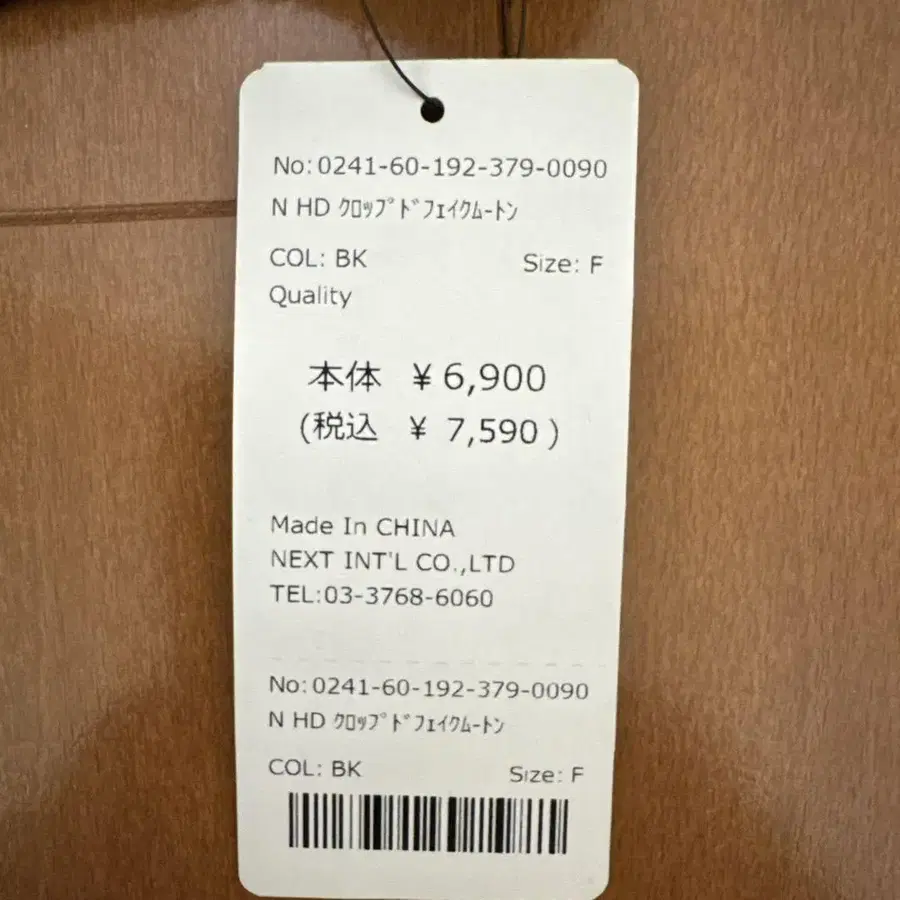 No: 0241-60-192-379-0090
N HD ｸﾛｯﾌﾟﾄﾞﾌｪｲｸﾑｰﾄﾝ
COL: BK Size: F
Quality
本体 ¥ 6,900
(税込 ¥ 7,590 )
Made In CHINA
NEXT INT'L CO.,LTD
TEL:03-3768-6060
No: 0241-60-192-379-0090
N HD ｸﾛｯﾌﾟﾄﾞﾌｪｲｸﾑｰﾄﾝ
COL: BK Size: F